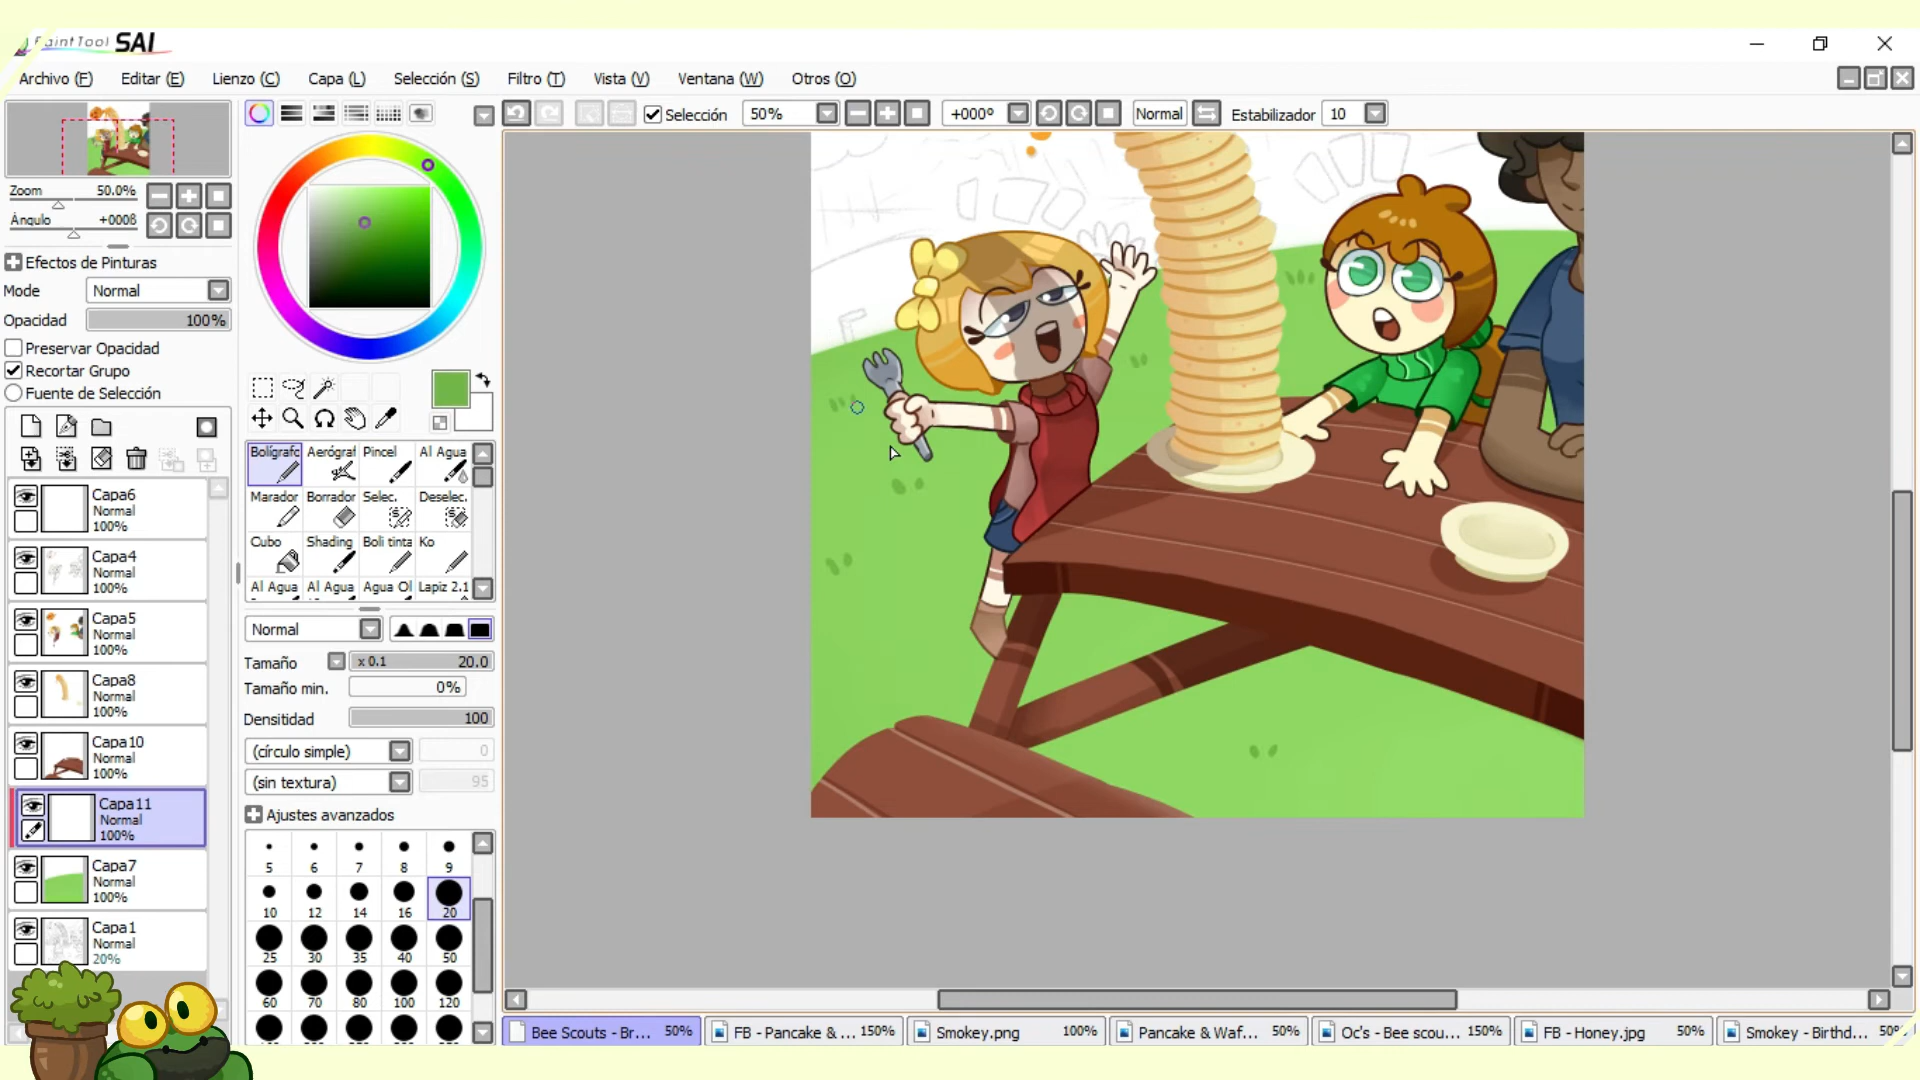 PaintTool SAI
Archivo (F) Editar (E) Lienzo (C) Capa (L) Selección (S) Filtro (T) Vista (V) Ventana (W) Otros (O)
Selección 50% +000º Normal Estabilizador 10
Zoom 50.0%
Ángulo +000ß
Efectos de Pinturas
Mode Normal
Opacidad 100%
Preservar Opacidad
Recortar Grupo
Fuente de Selección
Capa6
Normal
100%
Capa4
Normal
100%
Capa5
Normal
100%
Capa8
Normal
100%
Capa10
Normal
100%
Capa11
Normal
100%
Capa7
Normal
100%
Capa1
Normal
20%
Bolígrafc Aerógraf Pincel Al Agua
Marador Borrador Selec. Deselec.
Cubo Shading Boli tinta Ko
Al Agua Al Agua Agua Ol Lapiz 2.1
Normal
Tamaño x 0.1 20.0
Tamaño min. 0%
Densitidad 100
(círculo simple) 0
(sin textura) 95
Ajustes avanzados
5 6 7 8 9
10 12 14 16 20
25 30 35 40 50
60 70 80 100 120
Bee Scouts - Br... 50% FB - Pancake & ... 150% Smokey.png 100% Pancake & Waf... 50% Oc's - Bee scou... 150% FB - Honey.jpg 50% Smokey - Birthd... 50%